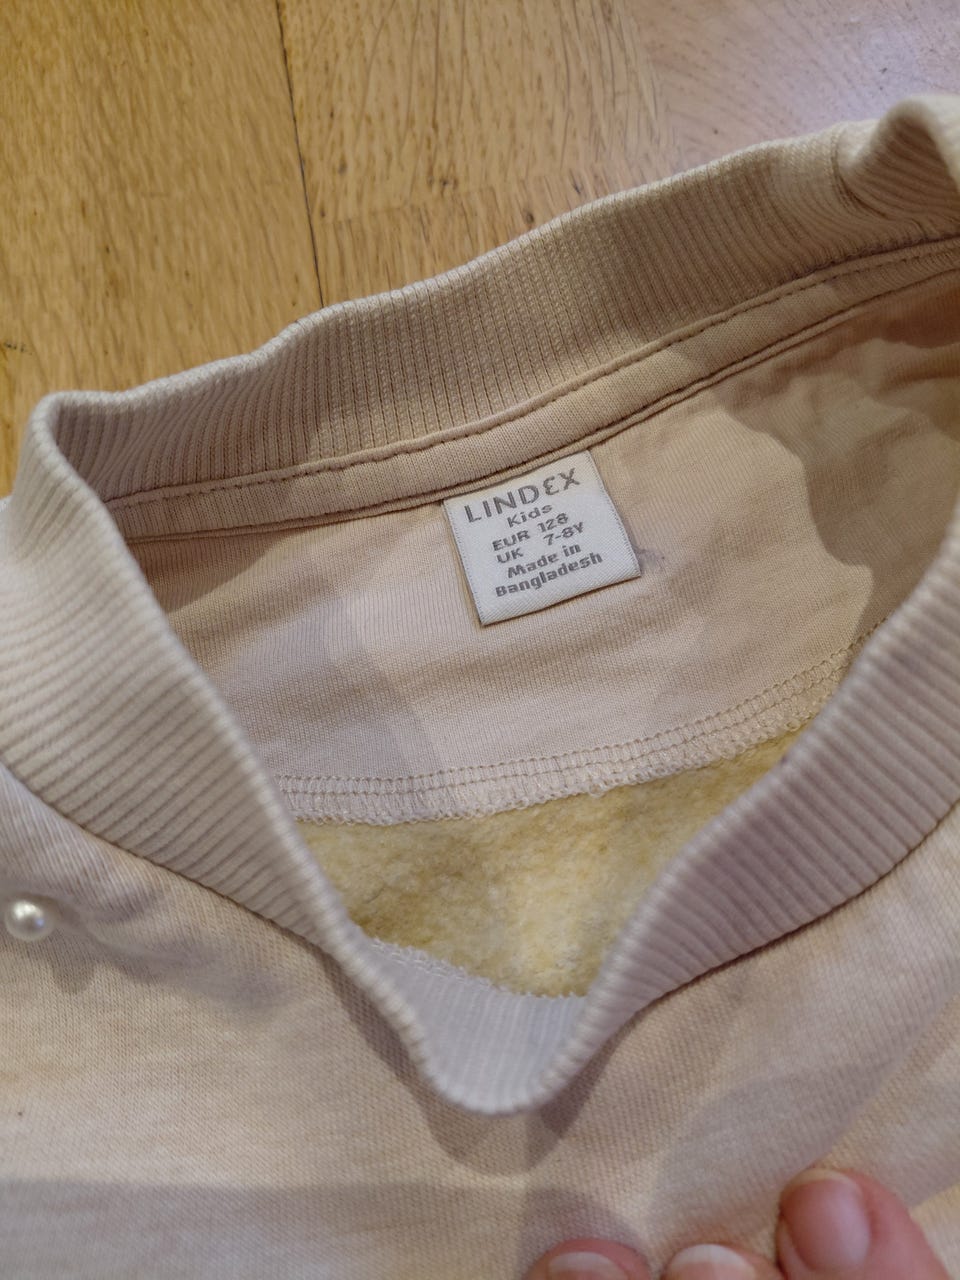 LINDEX
Kids
EUR 128
UK 7-8Y
Made in
Bangladesh